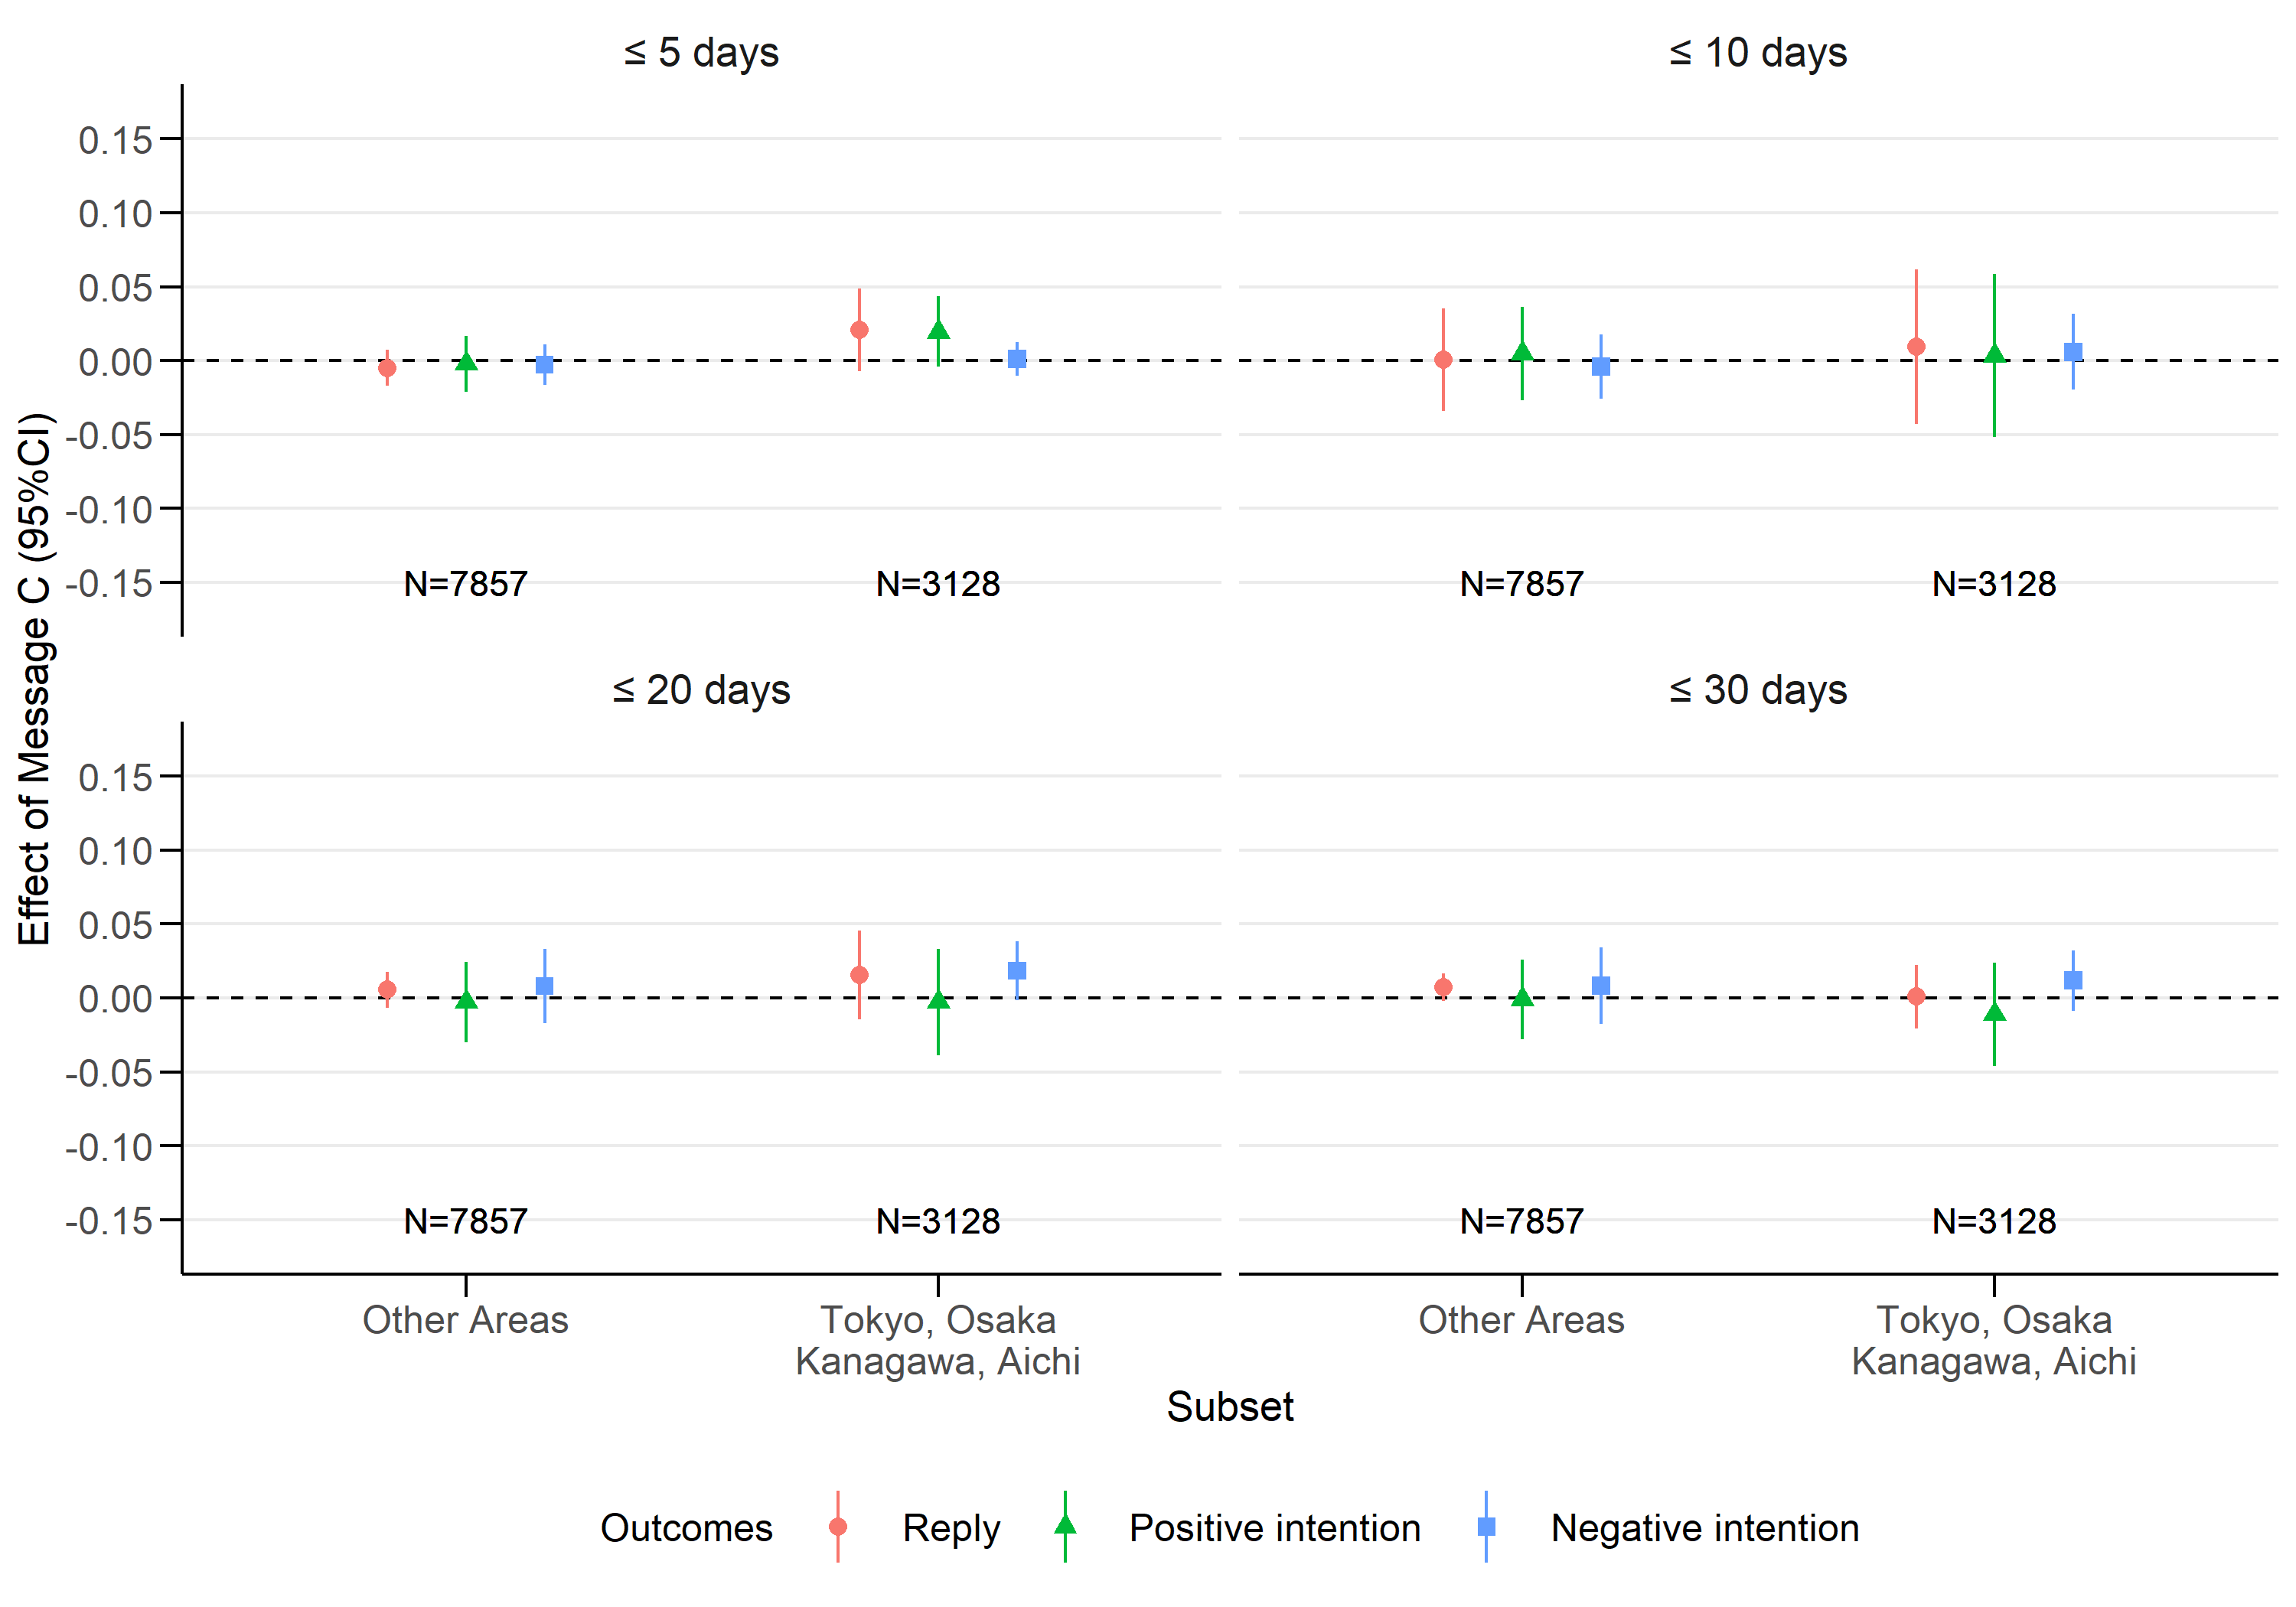 ≤ 5 days
≤ 10 days
0.15
0.10
0.05
0.00
-0.05
-0.10
-0.15
N=7857
N=3128
N=7857
N=3128
Effect of Message C (95%CI)
≤ 20 days
≤ 30 days
0.15
0.10
0.05
0.00
-0.05
-0.10
-0.15
N=7857
N=3128
N=7857
N=3128
Other Areas
Tokyo, Osaka
Kanagawa, Aichi
Other Areas
Tokyo, Osaka
Kanagawa, Aichi
Subset
Outcomes
Reply
Positive intention
Negative intention